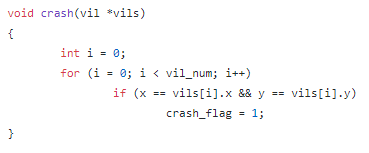 void crash(vil *vils)
{
        int i = 0;
        for (i = 0; i < vil_num; i++)
                if (x == vils[i].x && y == vils[i].y)
                        crash_flag = 1;
}